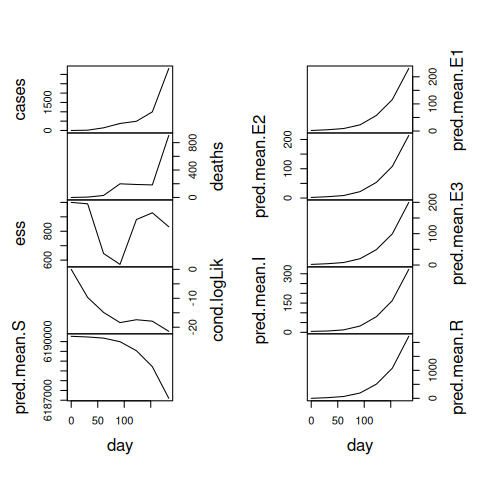 cases
0 1500
deaths
0 400 800
ess
600 800
cond.logLik
-20 -10 0
pred.mean.S
6187000 6190000
0 50 100
day
pred.mean.E1
0 100 200
pred.mean.E2
0 100 200
pred.mean.E3
0 100 200
pred.mean.I
0 150 300
pred.mean.R
0 1000
0 50 100
day